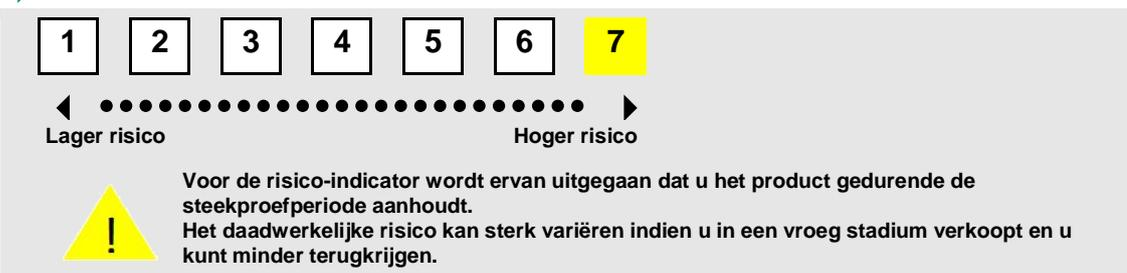 1 2 3 4 5 6 7
Lager risico Hoger risico
!
Voor de risico-indicator wordt ervan uitgegaan dat u het product gedurende de
steekproefperiode aanhoudt.
Het daadwerkelijke risico kan sterk variëren indien u in een vroeg stadium verkoopt en u
kunt minder terugkrijgen.